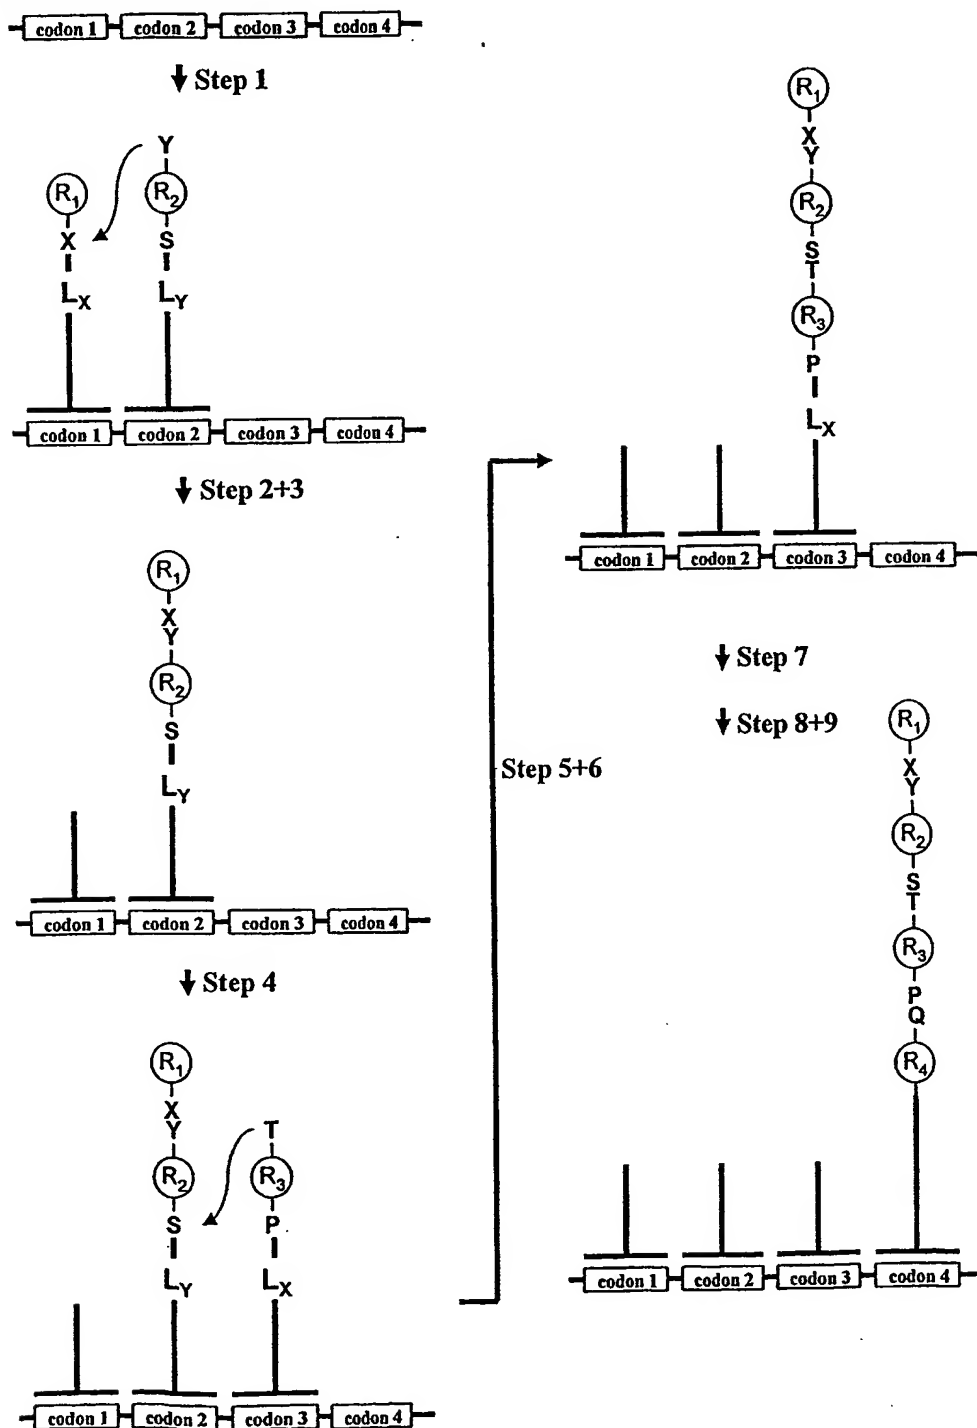 codon 1 codon 2 codon 3 codon 4
Step 1
Y
R1 R2
X S
LX LY
codon 1 codon 2 codon 3 codon 4
Step 2+3
R1
X
Y
R2
S
LY
codon 1 codon 2 codon 3 codon 4
Step 4
R1
X
Y T
R2 R3
S P
LY LX
codon 1 codon 2 codon 3 codon 4
Step 5+6
R1
X
Y
R2
S
T
R3
P
LX
codon 1 codon 2 codon 3 codon 4
Step 7
Step 8+9
R1
X
Y
R2
S
T
R3
P
Q
R4
codon 1 codon 2 codon 3 codon 4